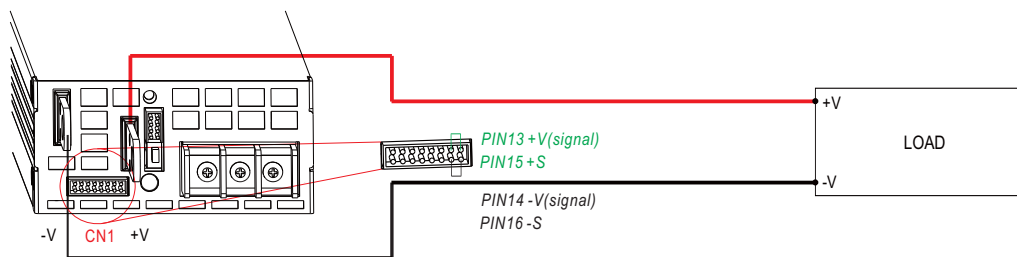 +V
PIN13 +V(signal)
PIN15 +S
LOAD
-V
PIN14 -V(signal)
PIN16 -S
-V
CN1
+V